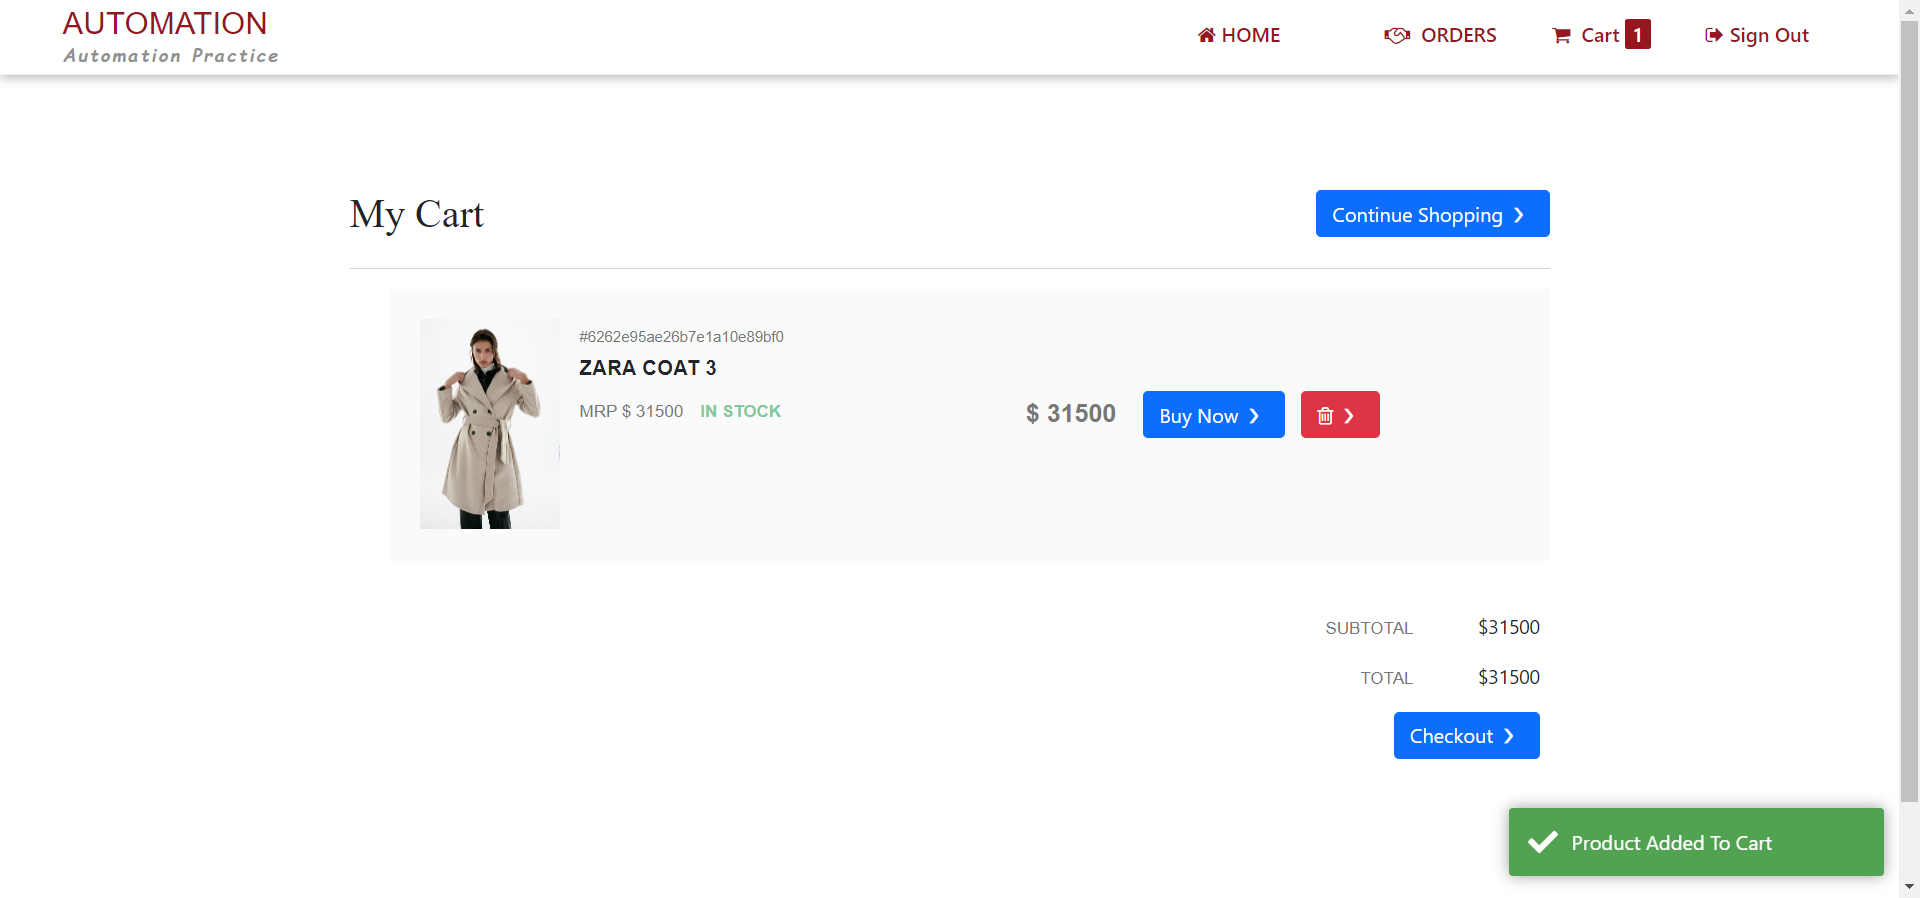 AUTOMATION
Automation Practice
HOME
ORDERS
Cart 1
Sign Out
My Cart
Continue Shopping ❯
#6262e95ae26b7e1a10e89bf0
ZARA COAT 3
MRP $ 31500 IN STOCK
$ 31500
Buy Now ❯
❯
SUBTOTAL $31500
TOTAL $31500
Checkout ❯
Product Added To Cart